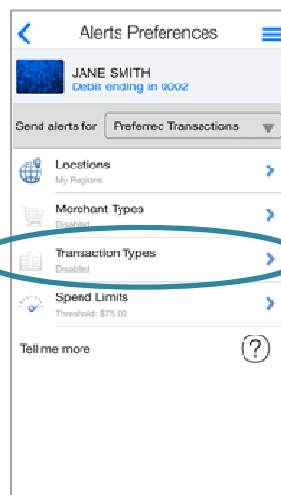 Alerts Preferences
JANE SMITH
Debit ending in 0002
Send alerts for Preferred Transactions
Locations
My Regions
Merchant Types
Disabled
Transaction Types
Disabled
Spend Limits
Threshold: $75.00
Tell me more ?